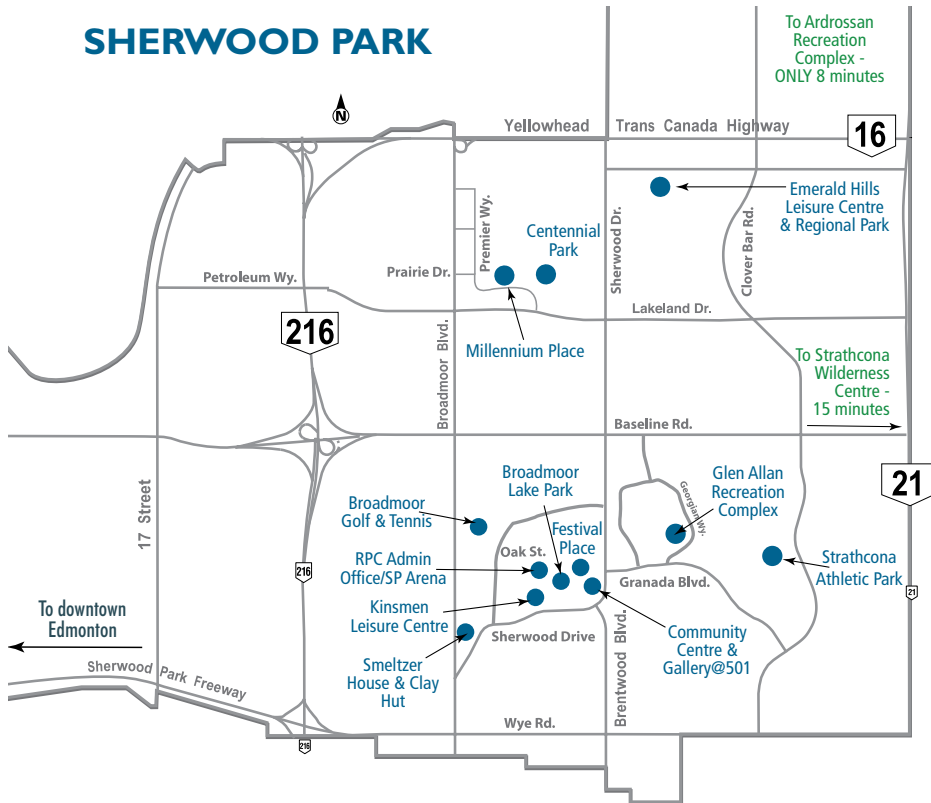 SHERWOOD PARK
To Ardrossan
Recreation
Complex -
ONLY 8 minutes
N
Yellowhead Trans Canada Highway
16
Emerald Hills
Leisure Centre
& Regional Park
Premier Wy.
Centennial
Park
Sherwood Dr.
Clover Bar Rd.
Prairie Dr.
Petroleum Wy.
Lakeland Dr.
216
Broadmoor Blvd.
Millennium Place
To Strathcona
Wilderness
Centre -
15 minutes
Baseline Rd.
17 Street
Broadmoor
Lake Park
Glen Allan
Recreation
Complex
Georgian Wy.
21
Broadmoor
Golf & Tennis
Festival
Place
Oak St.
RPC Admin
Office/SP Arena
Strathcona
Athletic Park
216
Granada Blvd.
21
Kinsmen
Leisure Centre
To downtown
Edmonton
Sherwood Drive
Brentwood Blvd.
Community
Centre &
Gallery@501
Smeltzer
House & Clay
Hut
Sherwood Park Freeway
Wye Rd.
216